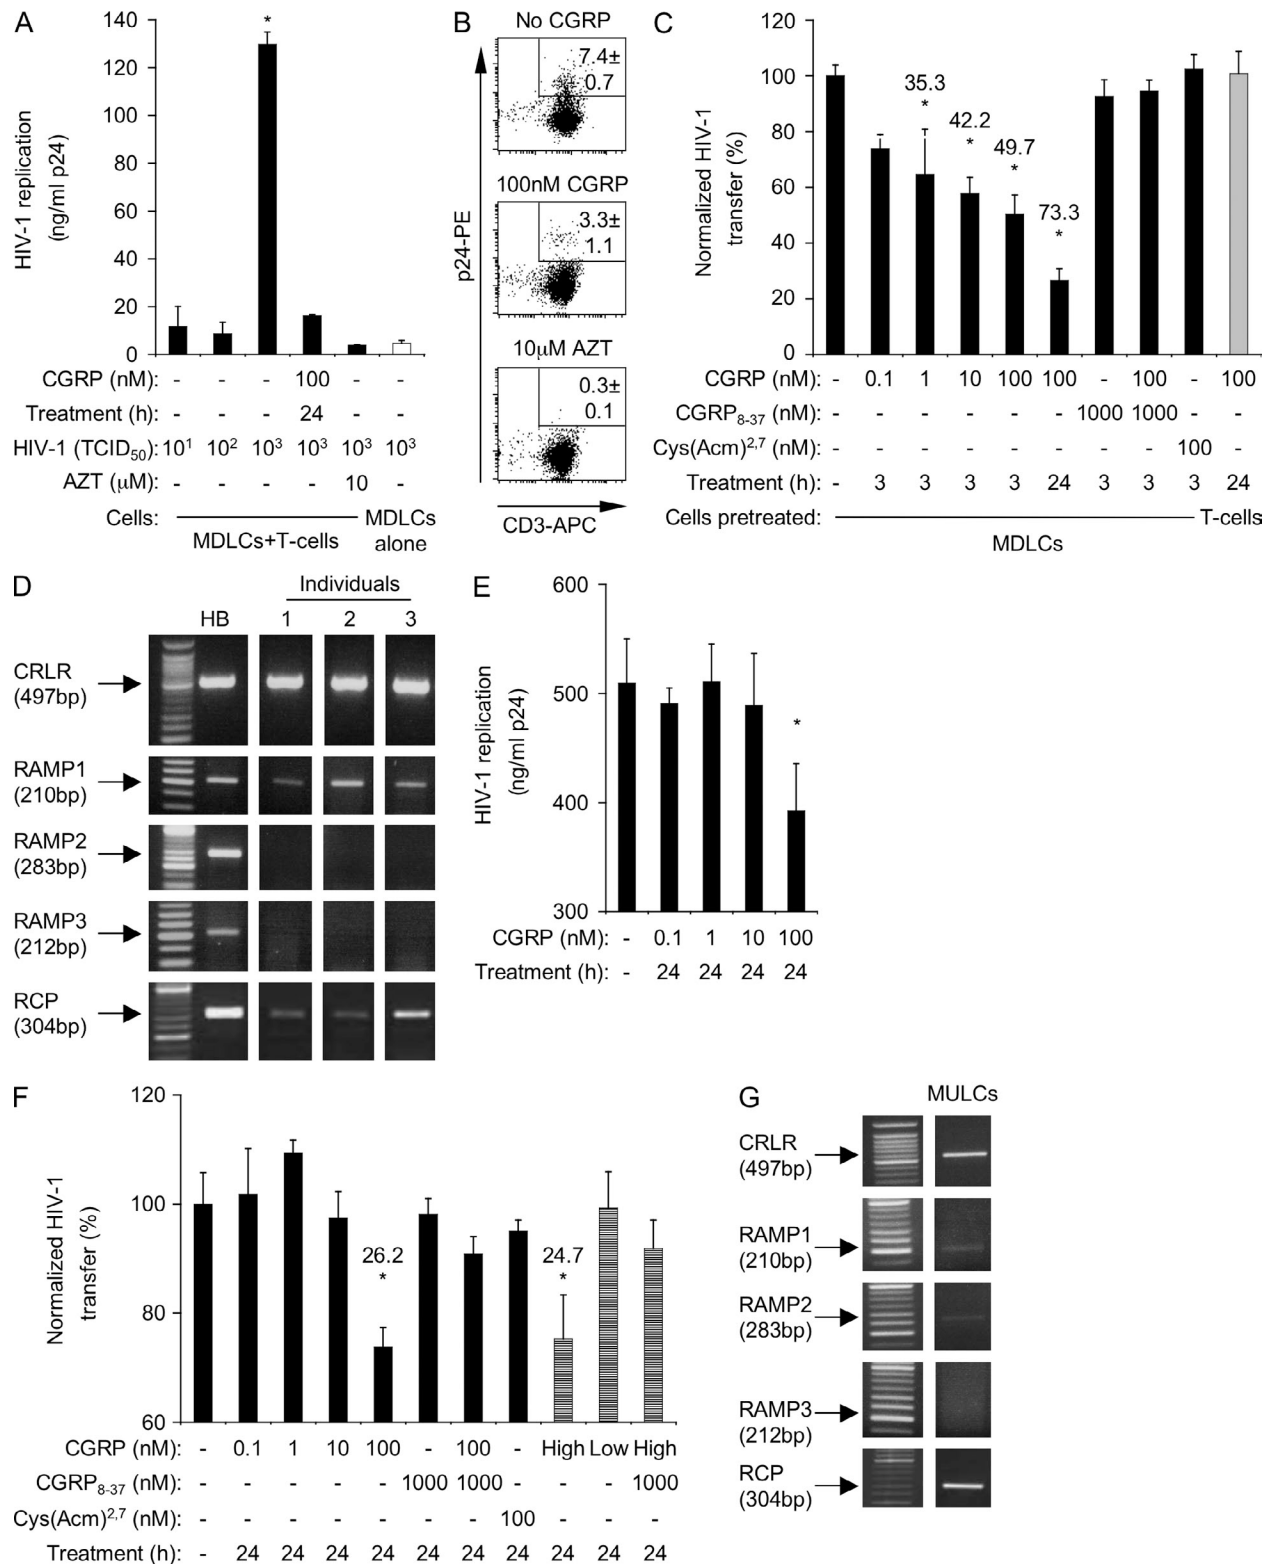 A
HIV-1 replication
(ng/ml p24)
140
120
100
80
60
40
20
0
*
CGRP (nM): - - - 100 - -
Treatment (h): - - - 24 - -
HIV-1 (TCID50): 10¹ 10² 10³ 10³ 10³ 10³
AZT (µM): - - - - 10 -
Cells: MDLCs+T-cells MDLCs alone
B
No CGRP
7.4±
0.7
100nM CGRP
3.3±
1.1
10µM AZT
0.3±
0.1
p24-PE
CD3-APC
C
Normalized HIV-1
transfer (%)
120
100
80
60
40
20
0
35.3
*
42.2
*
49.7
*
73.3
*
CGRP (nM): - 0.1 1 10 100 100 - 100 - 100
CGRP8-37 (nM): - - - - - - 1000 1000 - -
Cys(Acm)2,7 (nM): - - - - - - - - 100 -
Treatment (h): - 3 3 3 3 24 3 3 3 24
Cells pretreated: MDLCs T-cells
D
Individuals
HB 1 2 3
CRLR
(497bp)
RAMP1
(210bp)
RAMP2
(283bp)
RAMP3
(212bp)
RCP
(304bp)
E
HIV-1 replication
(ng/ml p24)
600
500
400
300
*
CGRP (nM): - 0.1 1 10 100
Treatment (h): - 24 24 24 24
F
Normalized HIV-1
transfer (%)
120
100
80
60
26.2
*
24.7
*
CGRP (nM): - 0.1 1 10 100 - 100 - High Low High
CGRP8-37 (nM): - - - - - 1000 1000 - - - 1000
Cys(Acm)2,7 (nM): - - - - - - - 100 - - -
Treatment (h): - 24 24 24 24 24 24 24 24 24 24
G
MULCs
CRLR
(497bp)
RAMP1
(210bp)
RAMP2
(283bp)
RAMP3
(212bp)
RCP
(304bp)